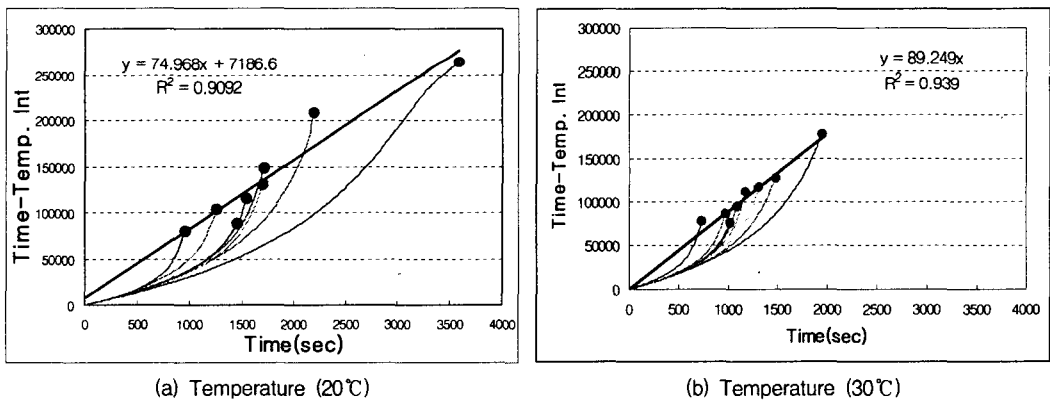 300000
250000
200000
150000
100000
50000
0
Time-Temp. Int
y = 74.968x + 7186.6
R² = 0.9092
0 500 1000 1500 2000 2500 3000 3500 4000
Time(sec)
(a) Temperature (20℃)
300000
250000
200000
150000
100000
50000
0
Time-Temp. Int
y = 89.249x
R² = 0.939
0 500 1000 1500 2000 2500 3000 3500 4000
Time(sec)
(b) Temperature (30℃)